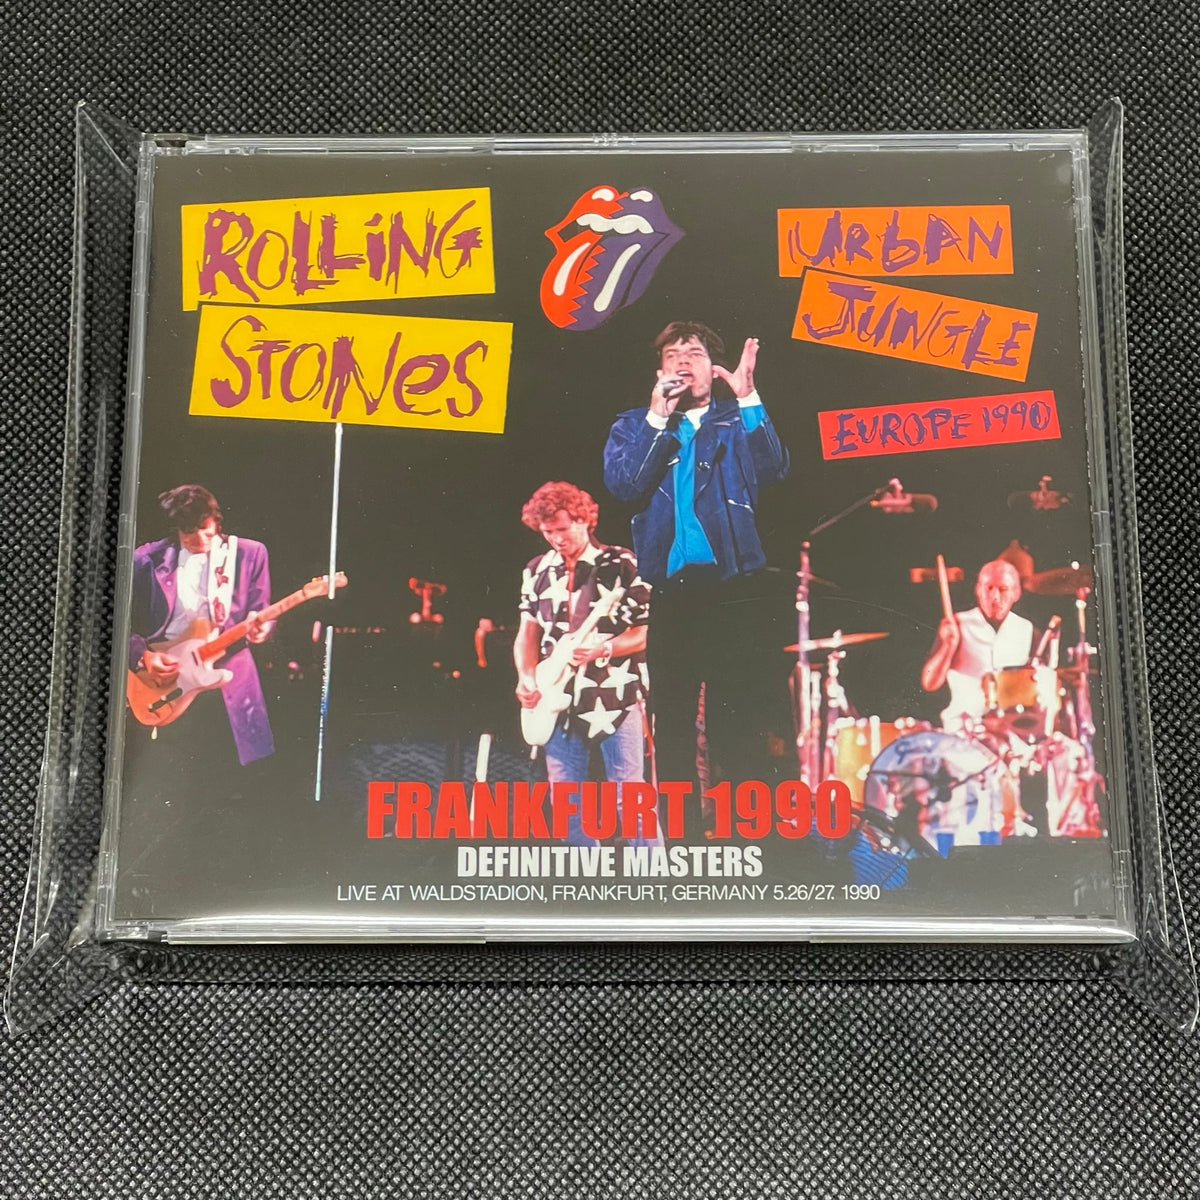 ROLLiNG
STONes
URBAN
JUNGLE
EUROPE 1990
FRANKFURT 1990
DEFINITIVE MASTERS
LIVE AT WALDSTADION, FRANKFURT, GERMANY 5.26/27. 1990